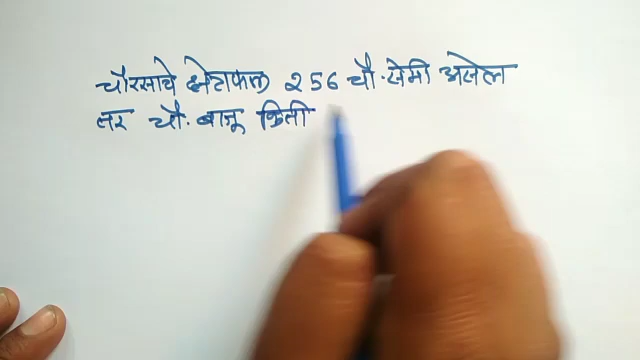 चौरसाचे क्षेत्रफळ 256 चौ. सेमी असेल
तर चौ. बाजू किती